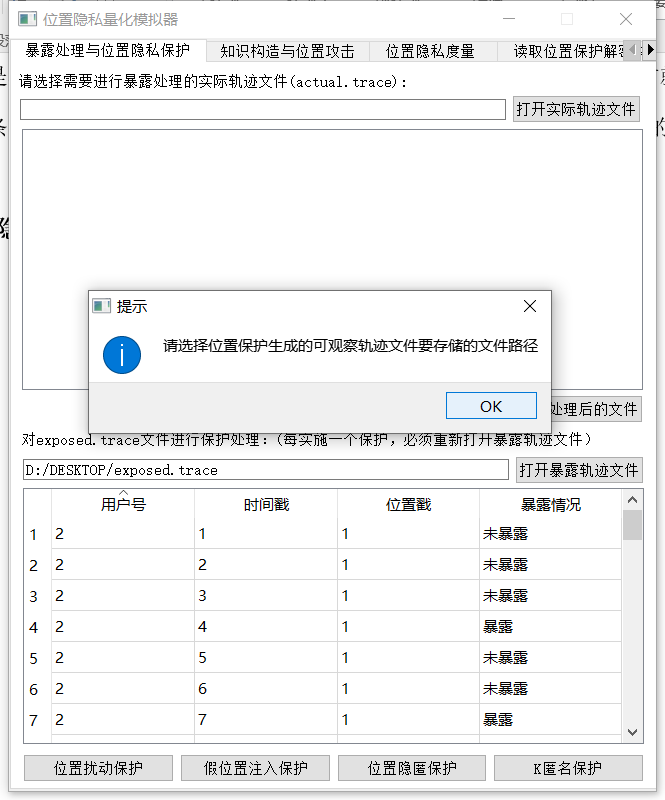 位置隐私量化模拟器
暴露处理与位置隐私保护 知识构造与位置攻击 位置隐私度量 读取位置保护解密
请选择需要进行暴露处理的实际轨迹文件(actual.trace):
打开实际轨迹文件
提示
请选择位置保护生成的可观察轨迹文件要存储的文件路径
OK
处理后的文件
对exposed.trace文件进行保护处理:(每实施一个保护，必须重新打开暴露轨迹文件)
D:/DESKTOP/exposed.trace 打开暴露轨迹文件
用户号 时间戳 位置戳 暴露情况
1 2 1 1 未暴露
2 2 2 1 未暴露
3 2 3 1 未暴露
4 2 4 1 暴露
5 2 5 1 未暴露
6 2 6 1 未暴露
7 2 7 1 暴露
位置扰动保护 假位置注入保护 位置隐匿保护 K匿名保护